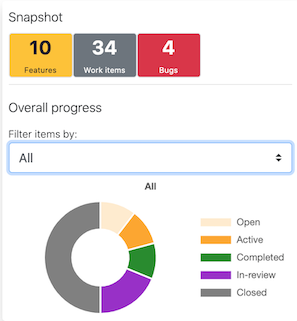 Snapshot
10 34 4
Features Work items Bugs
Overall progress
Filter items by:
All
All
Open
Active
Completed
In-review
Closed